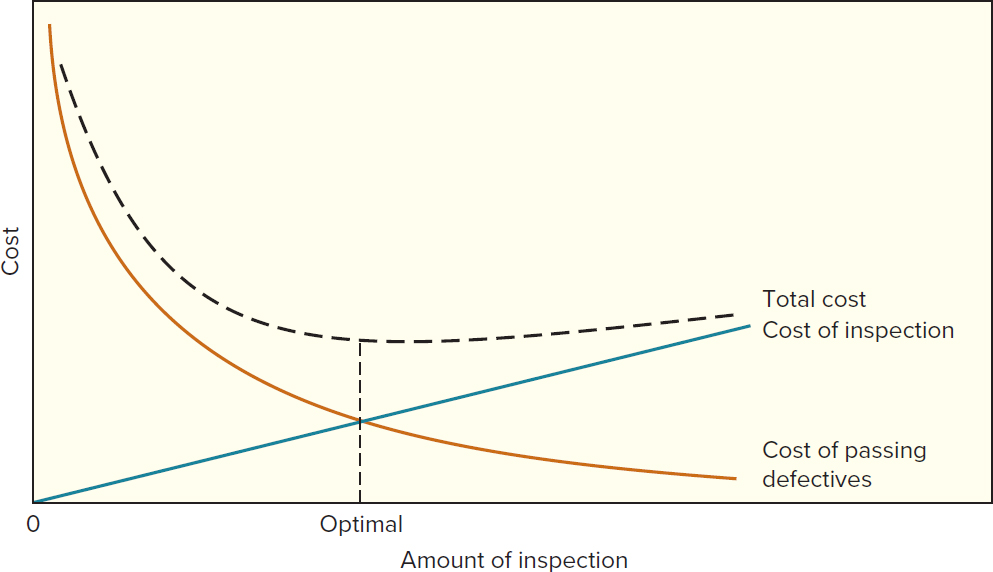 Cost
Total cost
Cost of inspection
Cost of passing
defectives
0
Optimal
Amount of inspection